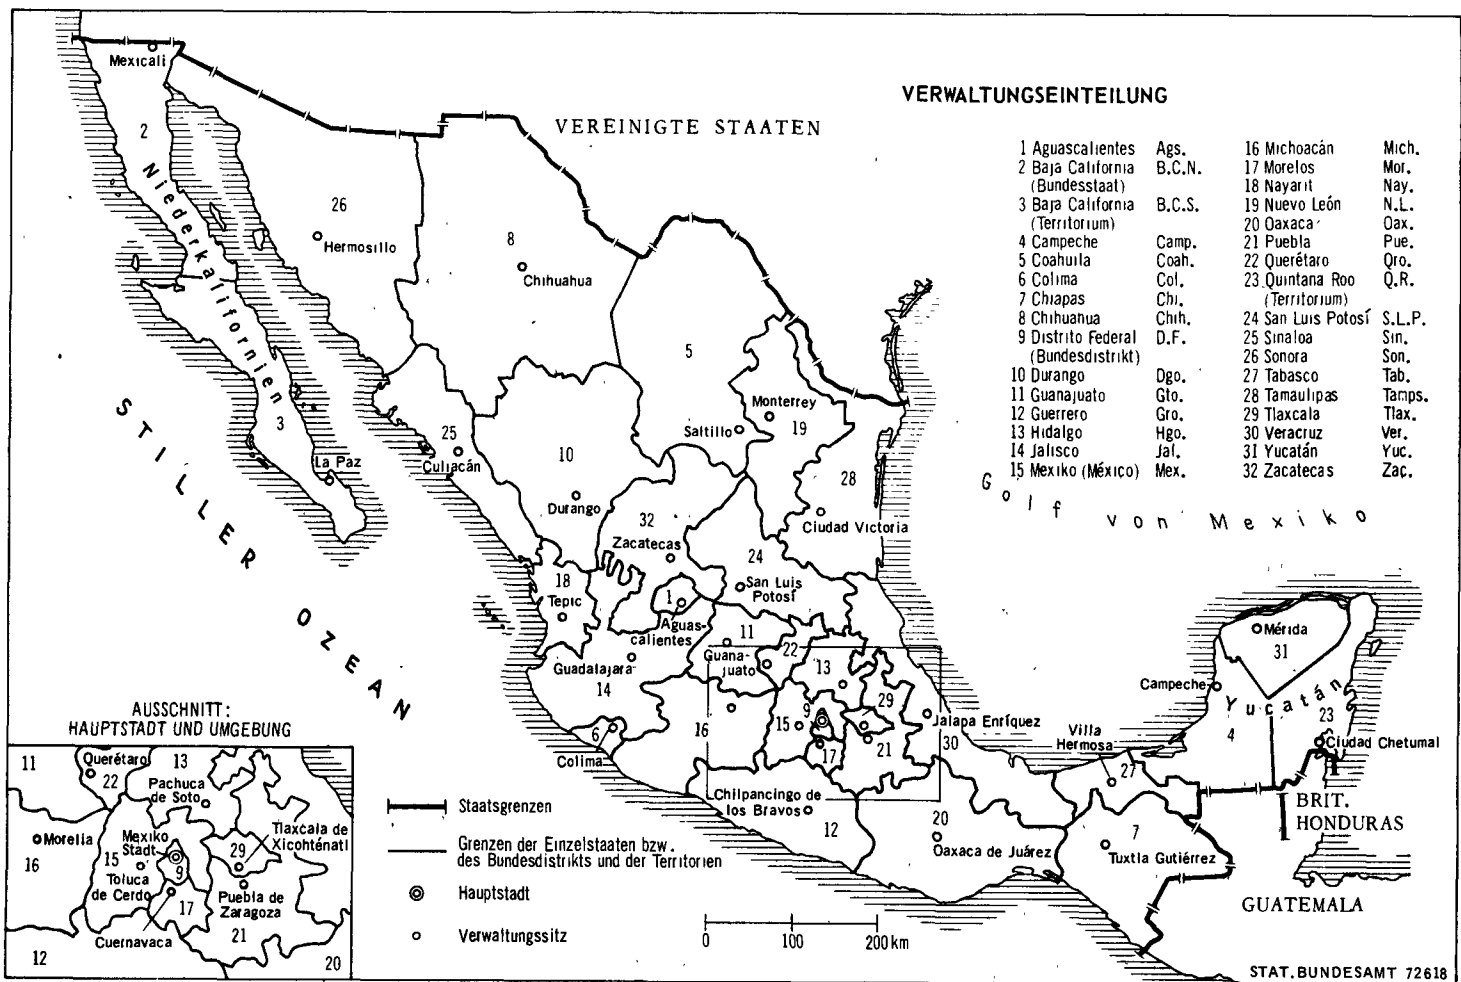 VERWALTUNGSEINTEILUNG
1 Aguascalientes Ags.
2 Baja California B.C.N.
(Bundesstaat)
3 Baja California B.C.S.
(Territorium)
4 Campeche Camp.
5 Coahuila Coah.
6 Colima Col.
7 Chiapas Chi.
8 Chihuahua Chih.
9 Distrito Federal D.F.
(Bundesdistrikt)
10 Durango Dgo.
11 Guanajuato Gto.
12 Guerrero Gro.
13 Hidalgo Hgo.
14 Jalisco Jal.
15 Mexiko (México) Mex.
16 Michoacán Mich.
17 Morelos Mor.
18 Nayarit Nay.
19 Nuevo León N.L.
20 Oaxaca Oax.
21 Puebla Pue.
22 Querétaro Qro.
23 Quintana Roo Q.R.
(Territorium)
24 San Luis Potosí S.L.P.
25 Sinaloa Sin.
26 Sonora Son.
27 Tabasco Tab.
28 Tamaulipas Tamps.
29 Tlaxcala Tlax.
30 Veracruz Ver.
31 Yucatán Yuc.
32 Zacatecas Zac.
VEREINIGTE STAATEN
Mexicali
2
Niederkalifornien
26
Hermosillo
8
Chihuahua
5
3
La Paz
25
Culiacán
10
Durango
Monterrey
Saltillo
19
28
Ciudad Victoria
32
Zacatecas
24
San Luis
Potosí
18
Tepic
1
Aguas-
calientes
11
Guana-
juato
22
13
Guadalajara
14
29
9
15
16
17
21
6
Colima
Jalapa Enríquez
30
Villa
Hermosa
27
Campeche
Mérida
31
Yucatán
4
23
Ciudad Chetumal
Chilpancingo de
los Bravos
12
20
Oaxaca de Juárez
7
Tuxtla Gutiérrez
BRIT.
HONDURAS
GUATEMALA
STILLER OZEAN
Golf von Mexiko
AUSSCHNITT:
HAUPTSTADT UND UMGEBUNG
11
Querétaro
22
13
Pachuca
de Soto
Morelia
16
Mexiko
Stadt
15
9
Toluca
de Cerdo
Tlaxcala de
Xicohténatl
29
Puebla de
Zaragoza
17
Cuernavaca
21
12
20
Staatsgrenzen
Grenzen der Einzelstaaten bzw.
des Bundesdistrikts und der Territorien
Hauptstadt
Verwaltungssitz
0 100 200 km
STAT. BUNDESAMT 72618